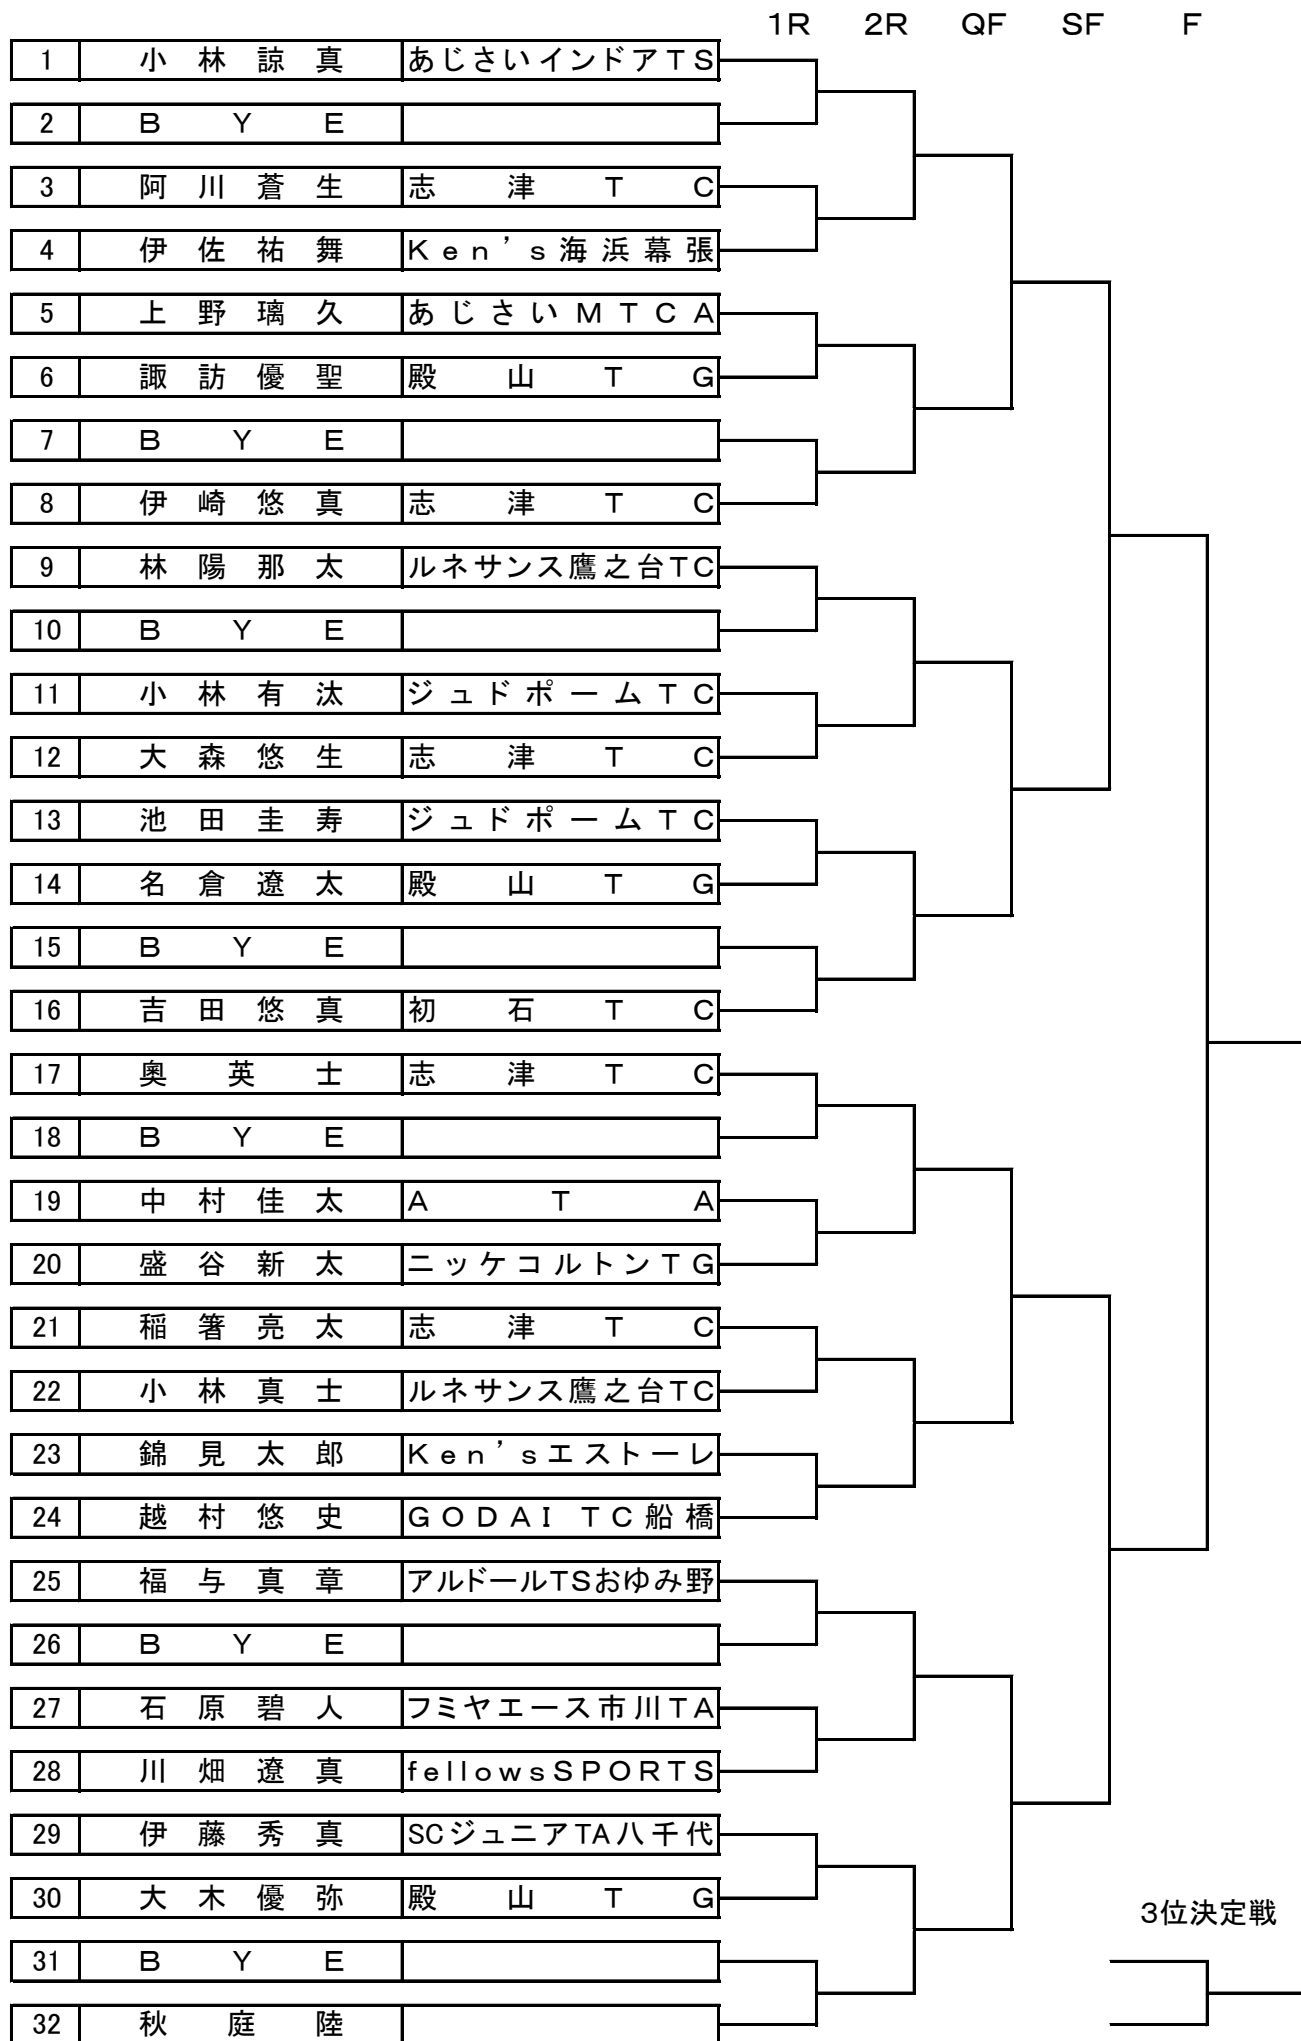 1R 2R QF SF F
1 小林諒真 あじさいインドアTS
2 BYE
3 阿川蒼生 志津TC
4 伊佐祐舞 Ken's海浜幕張
5 上野璃久 あじさいMTCA
6 諏訪優聖 殿山TG
7 BYE
8 伊崎悠真 志津TC
9 林陽那太 ルネサンス鷹之台TC
10 BYE
11 小林有汰 ジュドポームTC
12 大森悠生 志津TC
13 池田圭寿 ジュドポームTC
14 名倉遼太 殿山TG
15 BYE
16 吉田悠真 初石TC
17 奥英士 志津TC
18 BYE
19 中村佳太 ATA
20 盛谷新太 ニッケコルトンTG
21 稲箸亮太 志津TC
22 小林真士 ルネサンス鷹之台TC
23 錦見太郎 Ken'sエストーレ
24 越村悠史 GODAI TC船橋
25 福与真章 アルドールTSおゆみ野
26 BYE
27 石原碧人 フミヤエース市川TA
28 川畑遼真 fellowsSPORTS
29 伊藤秀真 SCジュニアTA八千代
30 大木優弥 殿山TG
3位決定戦
31 BYE
32 秋庭陸